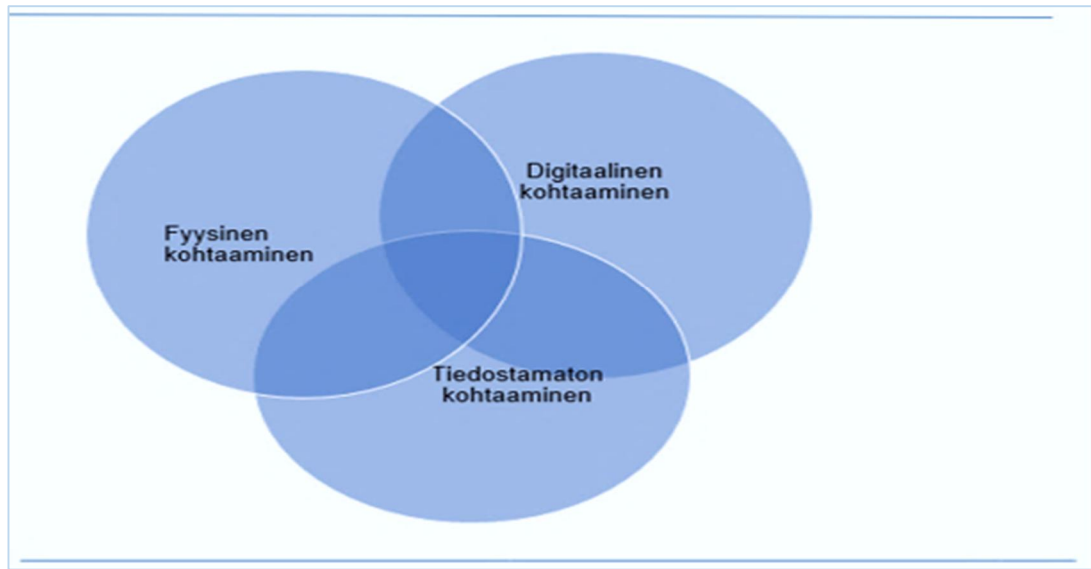 Digitaalinen
kohtaaminen
Fyysinen
kohtaaminen
Tiedostamaton
kohtaaminen